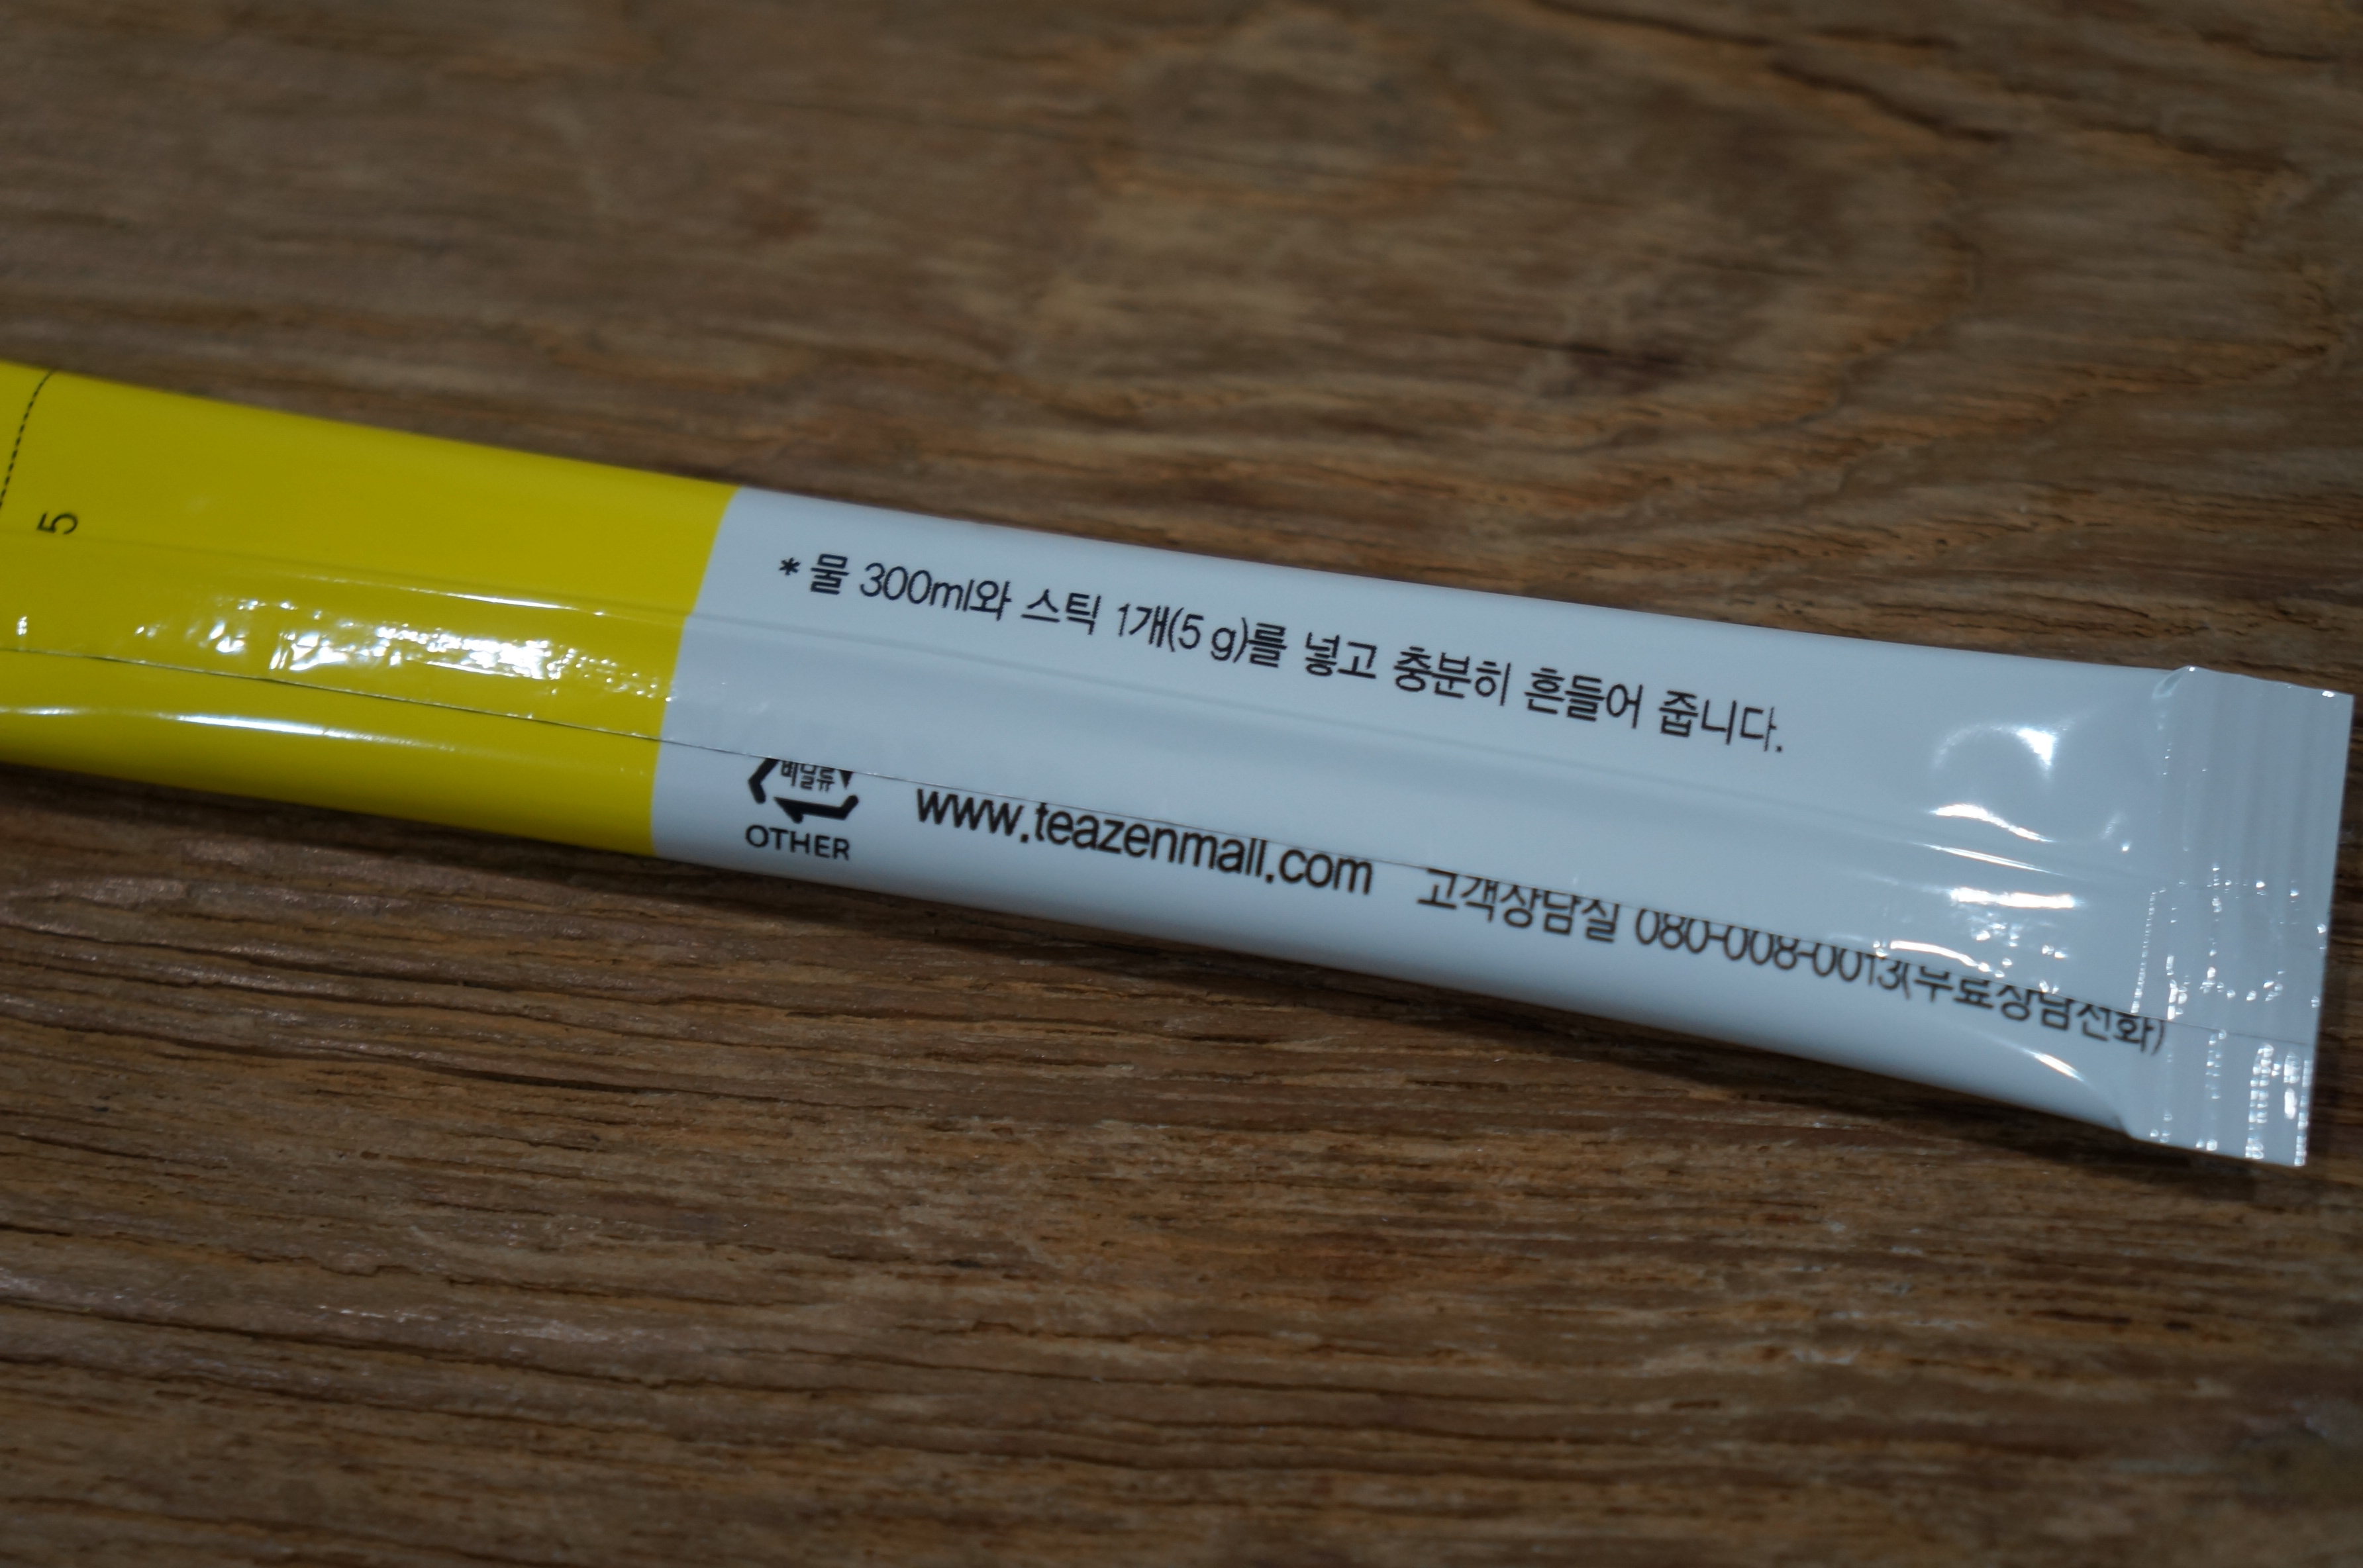 5
* 물 300ml와 스틱 1개(5 g)를 넣고 충분히 흔들어 줍니다.
비닐류
OTHER
www.teazenmall.com 고객상담실 080-008-0013(무료상담전화)